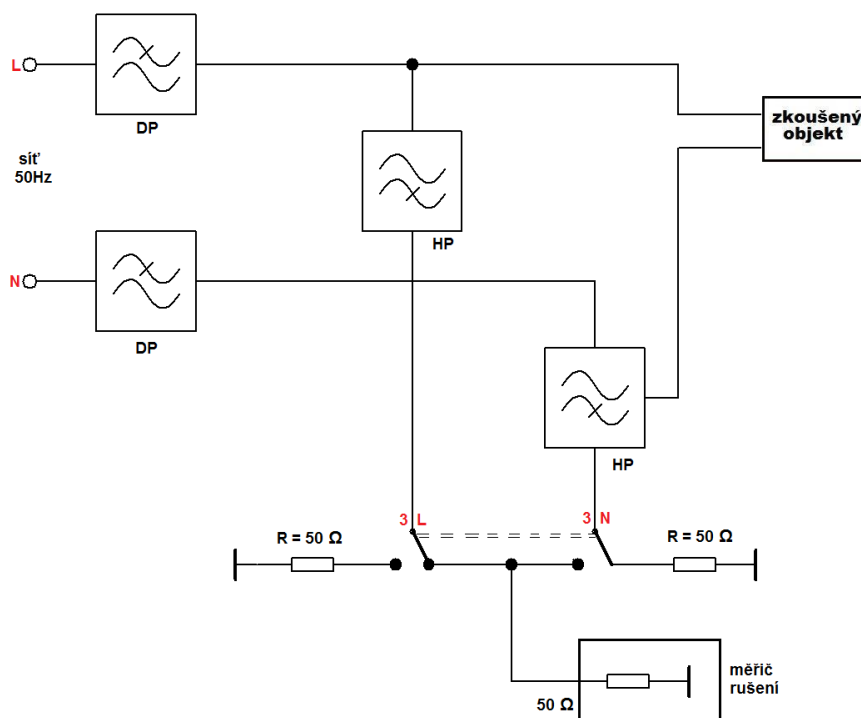 L
DP
zkoušený
objekt
síť
50Hz
HP
N
DP
HP
3 L
3 N
R = 50 Ω
R = 50 Ω
měřič
rušení
50 Ω